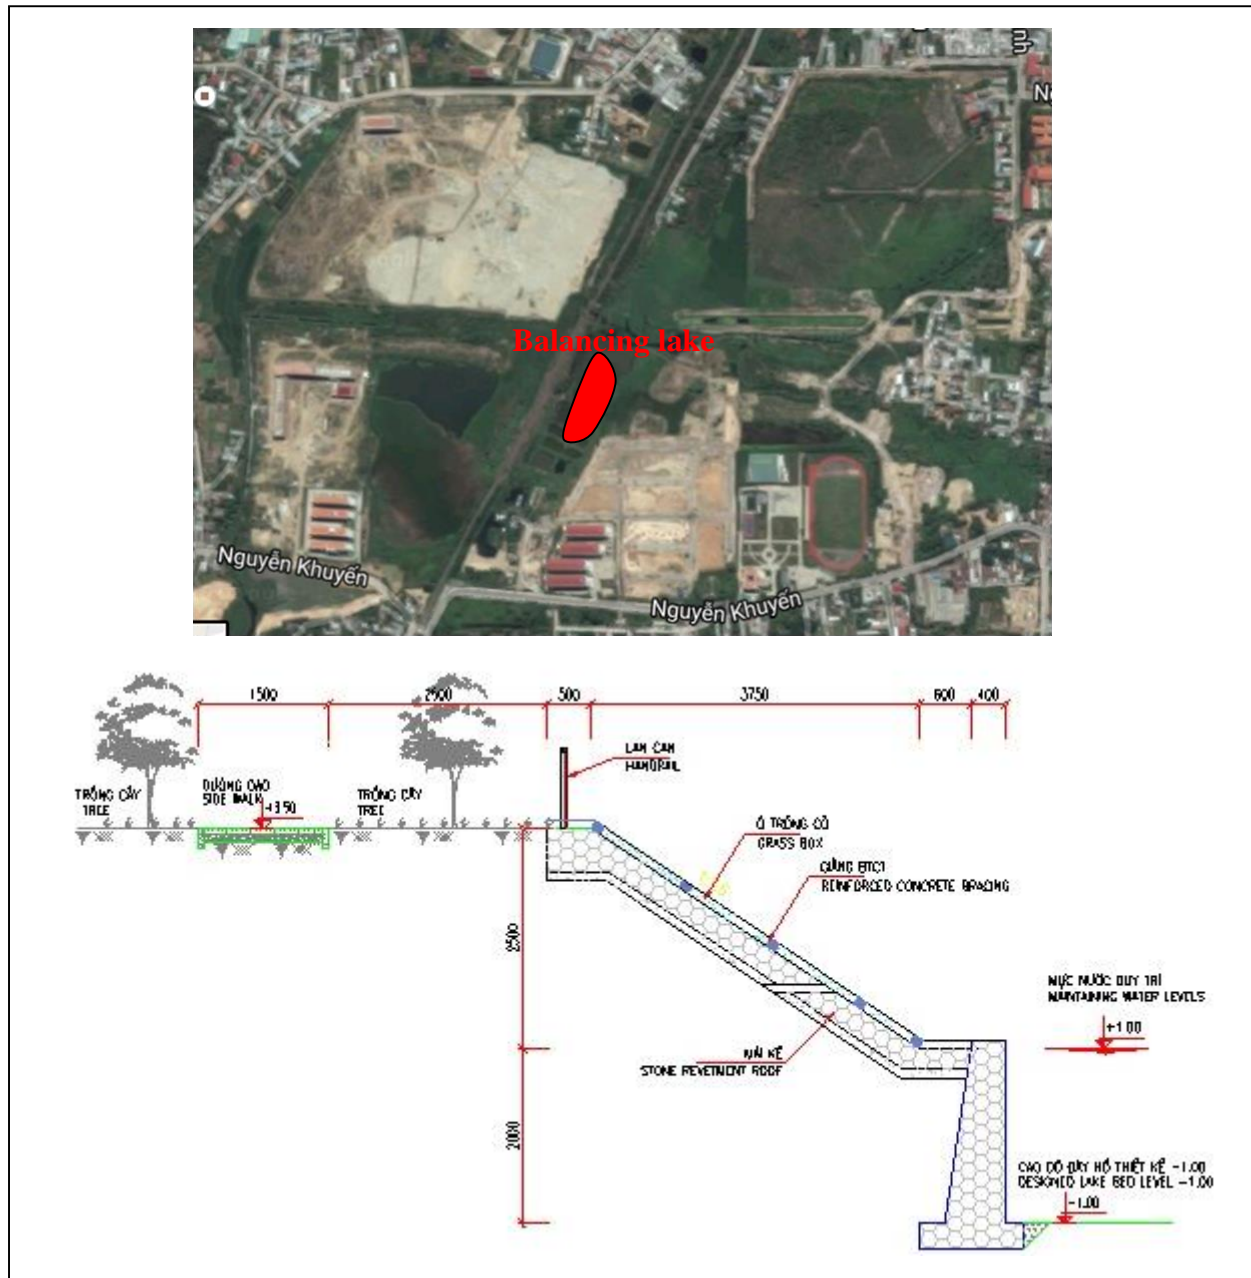 Balancing lake
Nguyễn Khuyến
Nguyễn Khuyến
1500
2500
500
3750
600
400
LAN CAN
HANDRAIL
TRỒNG CÂY
TREE
ĐƯỜNG DẠO
SIDE WALK
+3.50
TRỒNG CÂY
TREE
Ô TRỒNG CỎ
GRASS BOX
GIẰNG BTCT
REINFORCED CONCRETE BRACING
2500
MỰC NƯỚC DUY TRÌ
MAINTAINING WATER LEVELS
+1.00
MÁI KÈ
STONE REVETMENT ROOF
2000
CAO ĐỘ ĐÁY HỒ THIẾT KẾ -1.00
DESIGNED LAKE BED LEVEL -1.00
-1.00